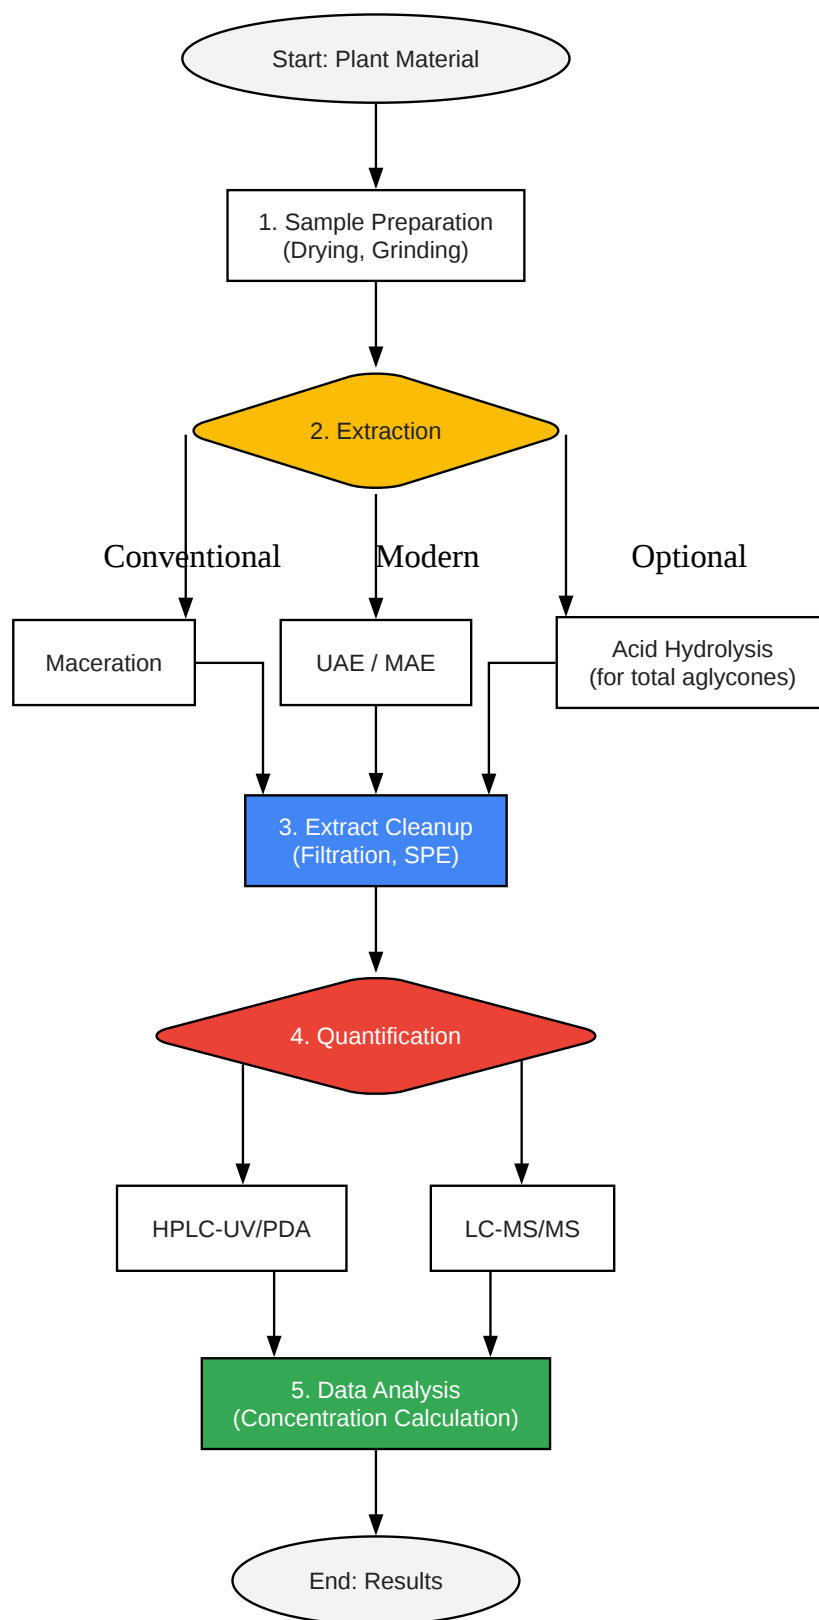 Start: Plant Material
1. Sample Preparation
(Drying, Grinding)
2. Extraction
Conventional
Modern
Optional
Maceration
UAE / MAE
Acid Hydrolysis
(for total aglycones)
3. Extract Cleanup
(Filtration, SPE)
4. Quantification
HPLC-UV/PDA
LC-MS/MS
5. Data Analysis
(Concentration Calculation)
End: Results